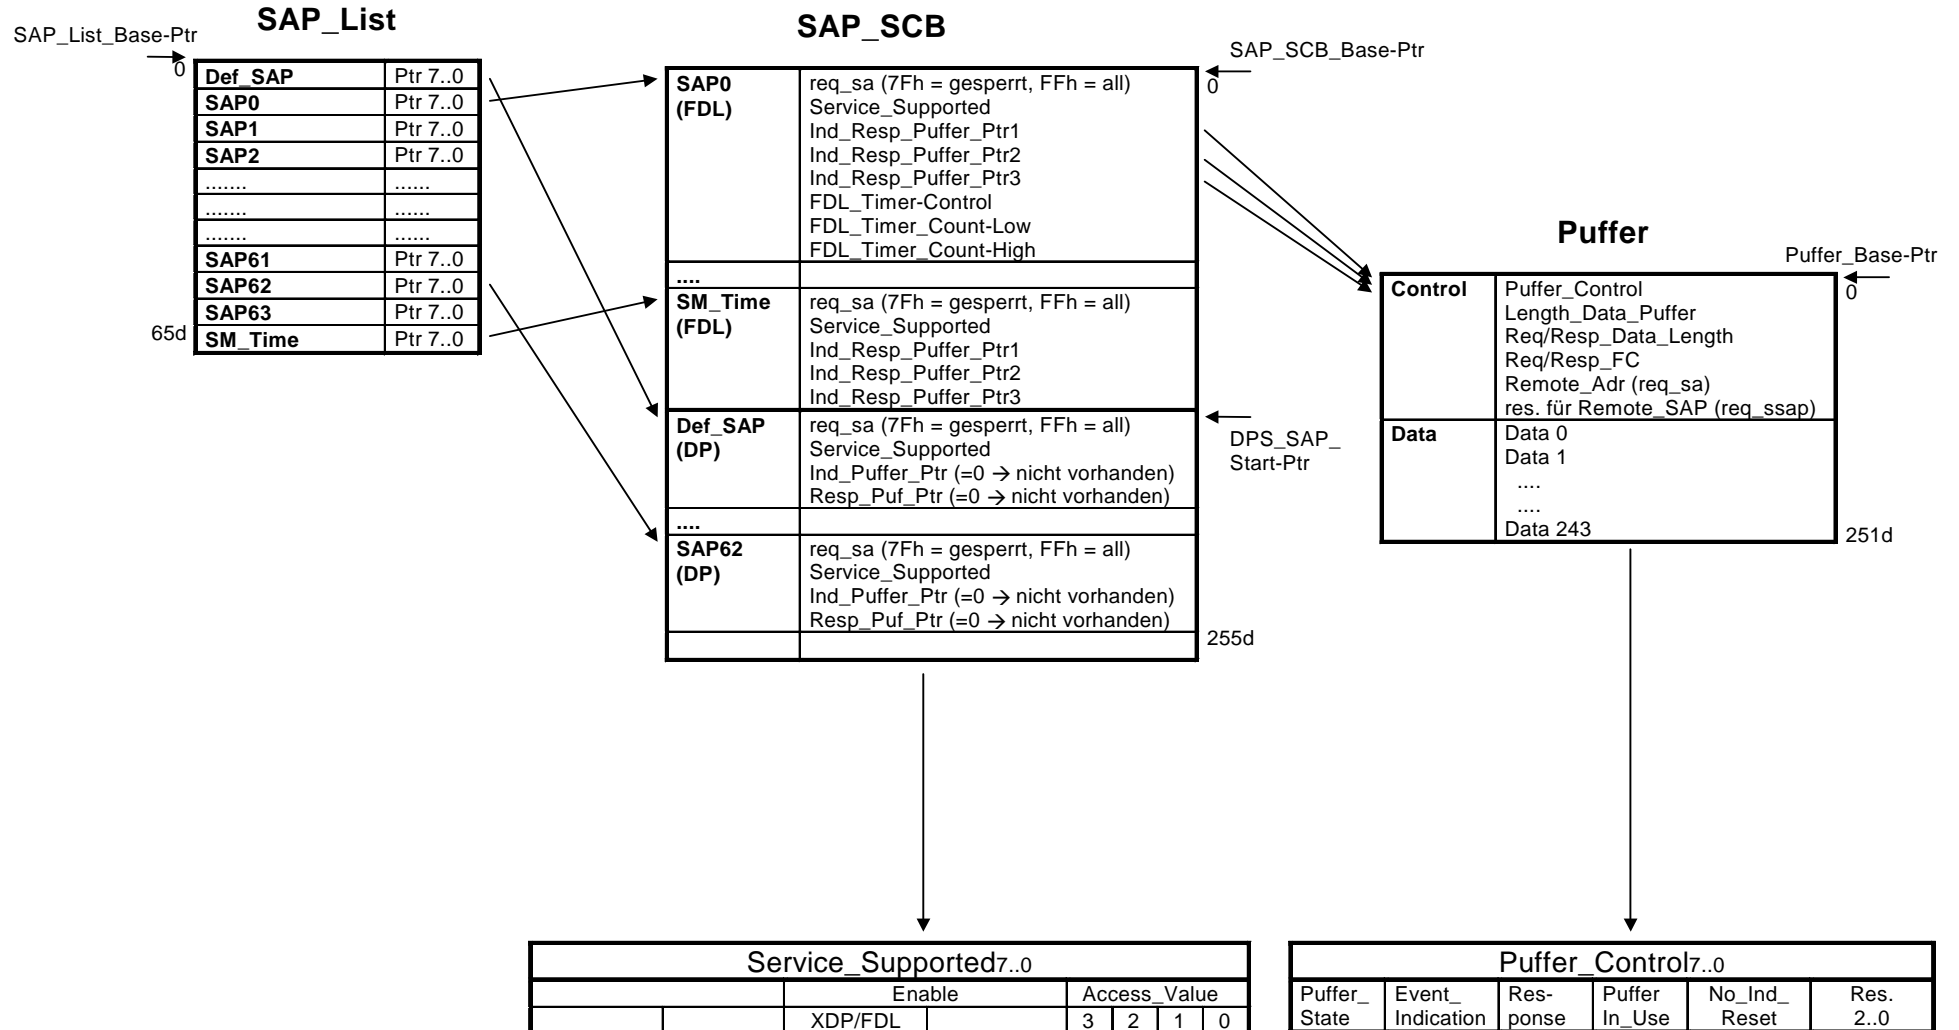 SAP_List
SAP_List_Base-Ptr
0
Def_SAP Ptr 7..0
SAP0 Ptr 7..0
SAP1 Ptr 7..0
SAP2 Ptr 7..0
....... ......
....... ......
....... ......
SAP61 Ptr 7..0
SAP62 Ptr 7..0
SAP63 Ptr 7..0
65d SM_Time Ptr 7..0
SAP_SCB
SAP_SCB_Base-Ptr
0
SAP0 req_sa (7Fh = gesperrt, FFh = all)
(FDL) Service_Supported
Ind_Resp_Puffer_Ptr1
Ind_Resp_Puffer_Ptr2
Ind_Resp_Puffer_Ptr3
FDL_Timer-Control
FDL_Timer_Count-Low
FDL_Timer_Count-High
....
SM_Time req_sa (7Fh = gesperrt, FFh = all)
(FDL) Service_Supported
Ind_Resp_Puffer_Ptr1
Ind_Resp_Puffer_Ptr2
Ind_Resp_Puffer_Ptr3
Def_SAP req_sa (7Fh = gesperrt, FFh = all)
(DP) Service_Supported
Ind_Puffer_Ptr (=0 → nicht vorhanden)
Resp_Puf_Ptr (=0 → nicht vorhanden)
DPS_SAP_
Start-Ptr
....
SAP62 req_sa (7Fh = gesperrt, FFh = all)
(DP) Service_Supported
Ind_Puffer_Ptr (=0 → nicht vorhanden)
Resp_Puf_Ptr (=0 → nicht vorhanden)
255d
Puffer
Puffer_Base-Ptr
0
Control Puffer_Control
Length_Data_Puffer
Req/Resp_Data_Length
Req/Resp_FC
Remote_Adr (req_sa)
res. für Remote_SAP (req_ssap)
Data Data 0
Data 1
....
....
Data 243
251d
Service_Supported7..0
Enable Access_Value
XDP/FDL 3 2 1 0
Puffer_Control7..0
Puffer_ Event_ Res- Puffer No_Ind_ Res.
State Indication ponse In_Use Reset 2..0